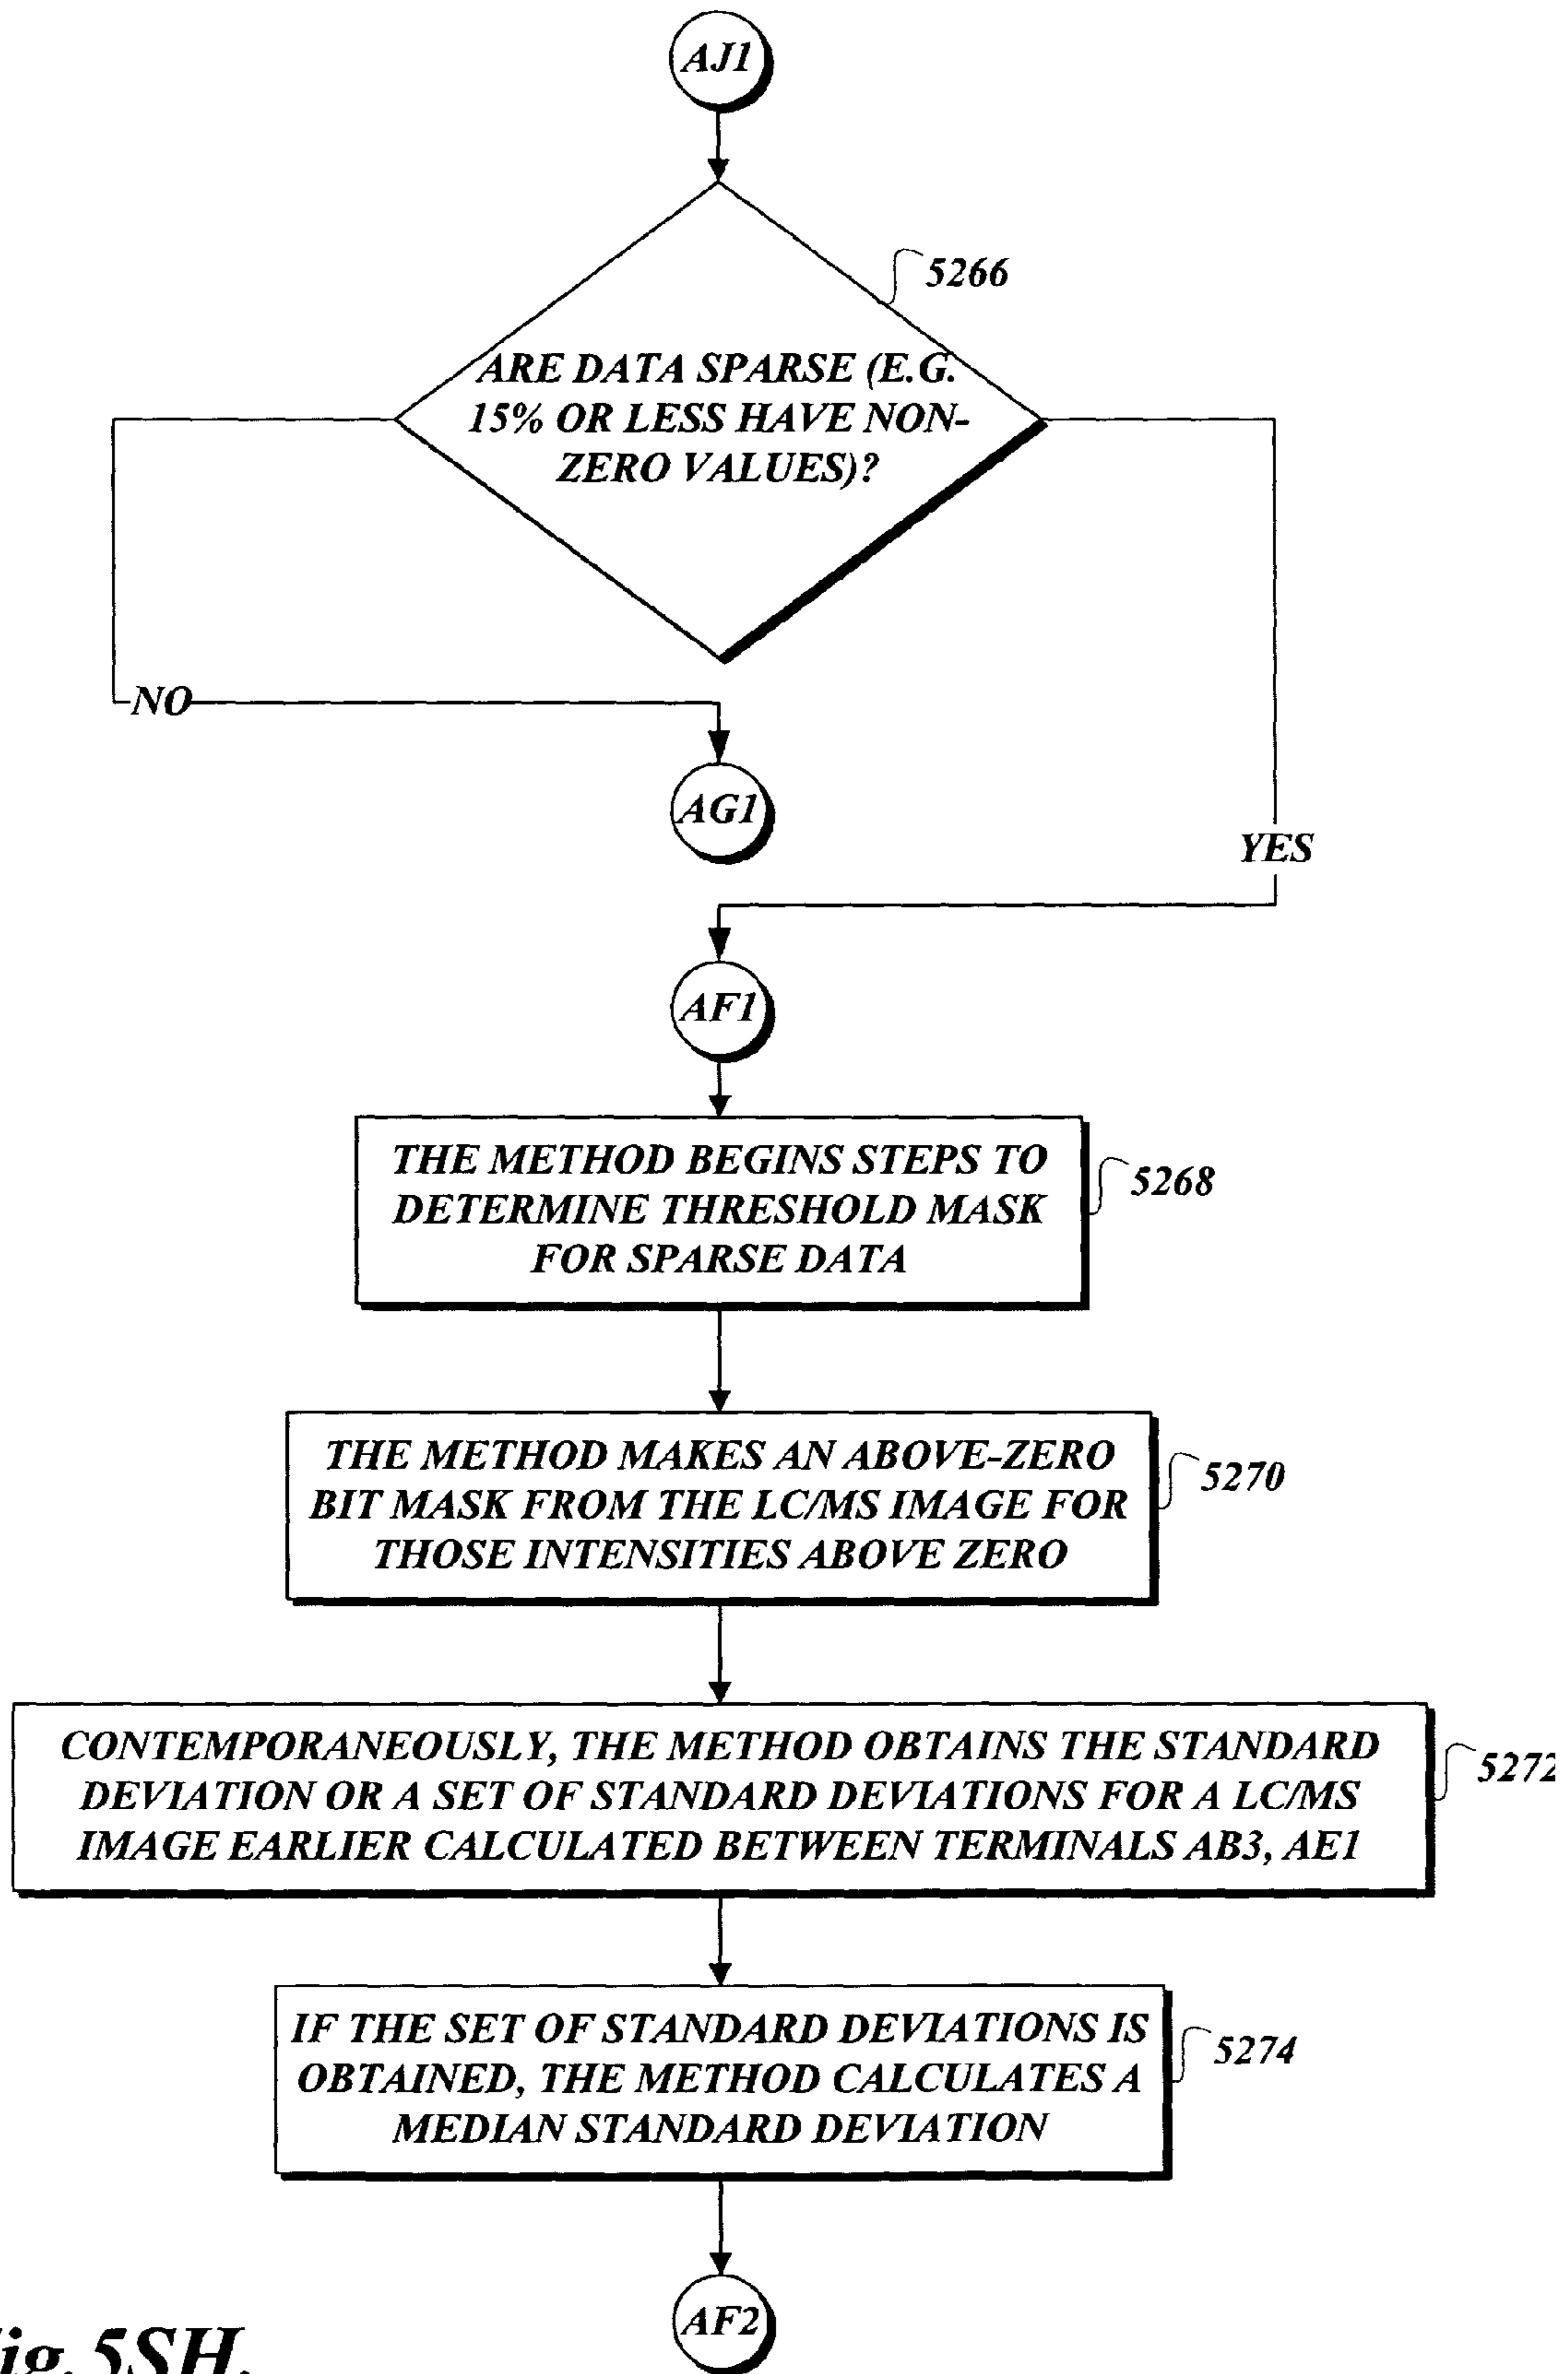 AJ1
5266
ARE DATA SPARSE (E.G.
15% OR LESS HAVE NON-
ZERO VALUES)?
NO
AG1
YES
AF1
THE METHOD BEGINS STEPS TO
DETERMINE THRESHOLD MASK
FOR SPARSE DATA
5268
THE METHOD MAKES AN ABOVE-ZERO
BIT MASK FROM THE LC/MS IMAGE FOR
THOSE INTENSITIES ABOVE ZERO
5270
CONTEMPORANEOUSLY, THE METHOD OBTAINS THE STANDARD
DEVIATION OR A SET OF STANDARD DEVIATIONS FOR A LC/MS
IMAGE EARLIER CALCULATED BETWEEN TERMINALS AB3, AE1
5272
IF THE SET OF STANDARD DEVIATIONS IS
OBTAINED, THE METHOD CALCULATES A
MEDIAN STANDARD DEVIATION
5274
AF2
ig.5SH.